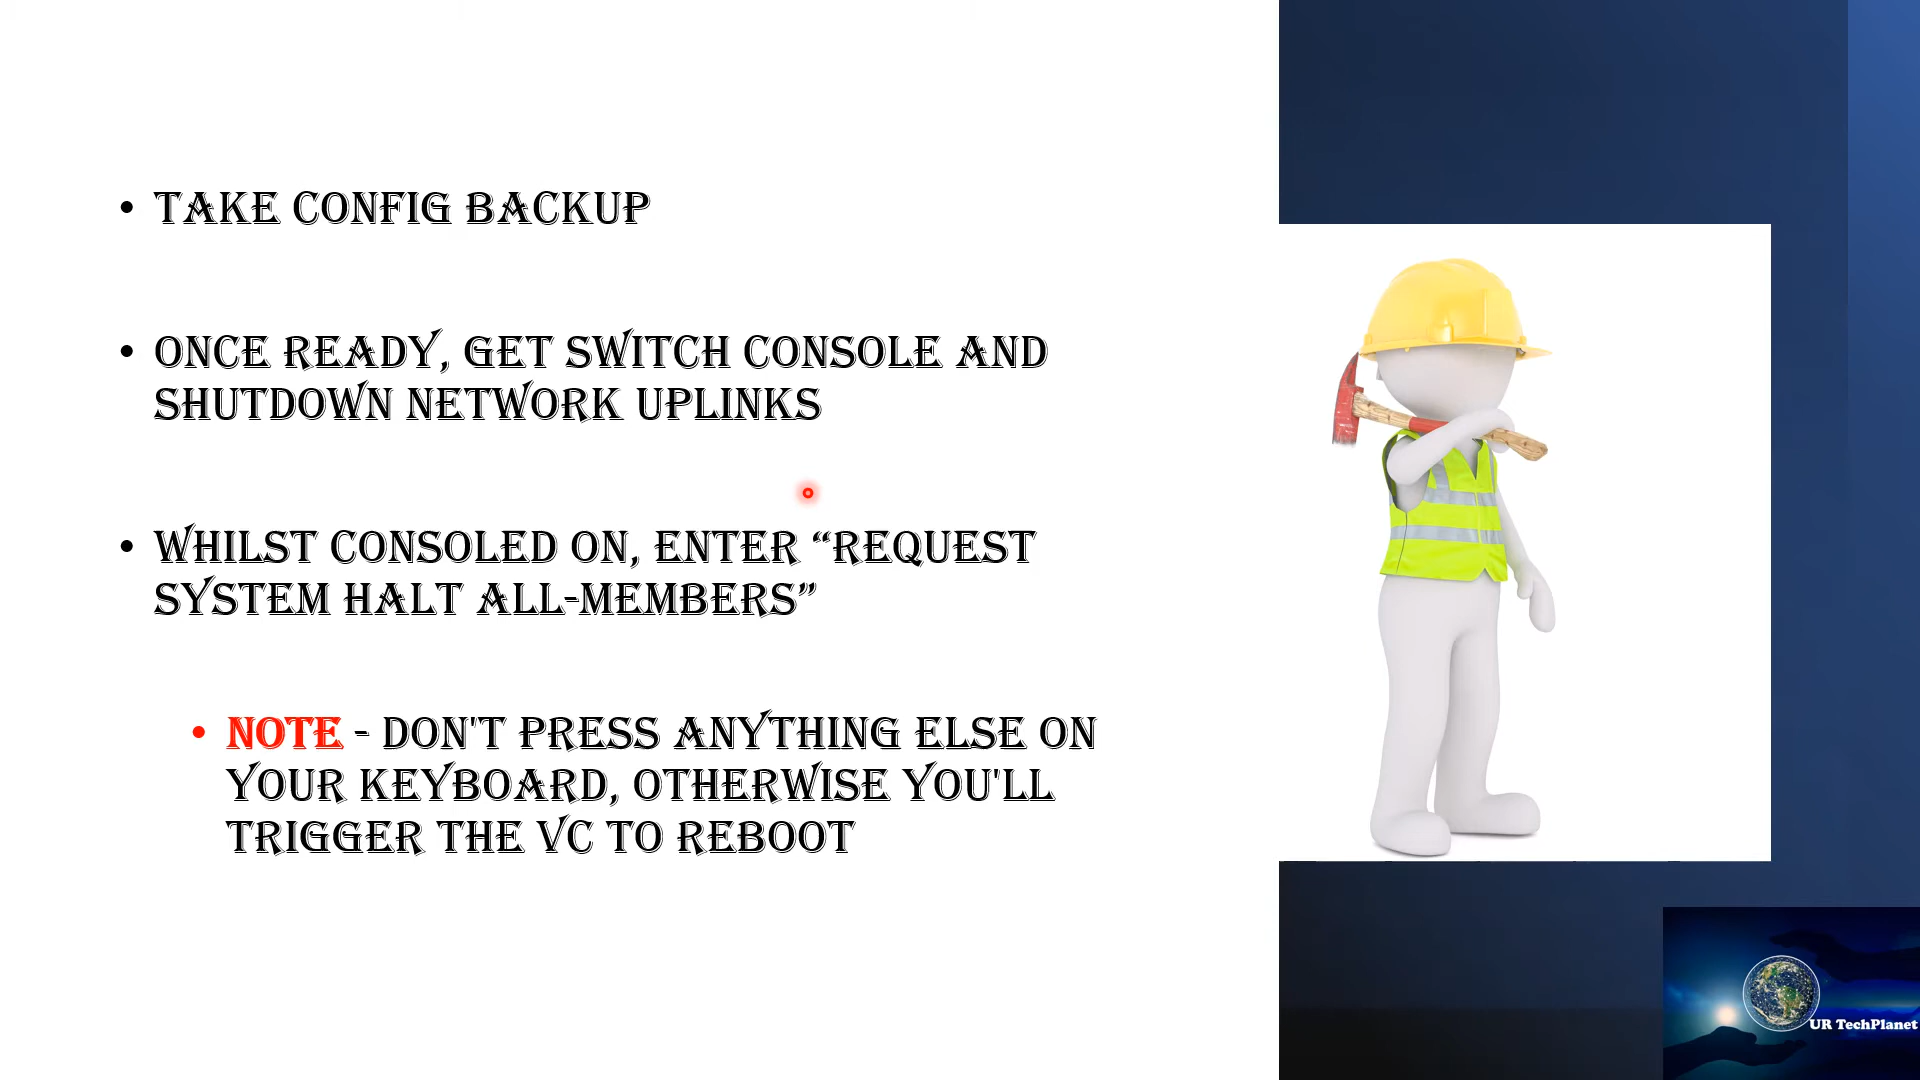 • TAKE CONFIG BACKUP
• ONCE READY, GET SWITCH CONSOLE AND
SHUTDOWN NETWORK UPLINKS
• WHILST CONSOLED ON, ENTER “REQUEST
SYSTEM HALT ALL-MEMBERS”
• NOTE - DON'T PRESS ANYTHING ELSE ON
YOUR KEYBOARD, OTHERWISE YOU'LL
TRIGGER THE VC TO REBOOT
UR TechPlanet